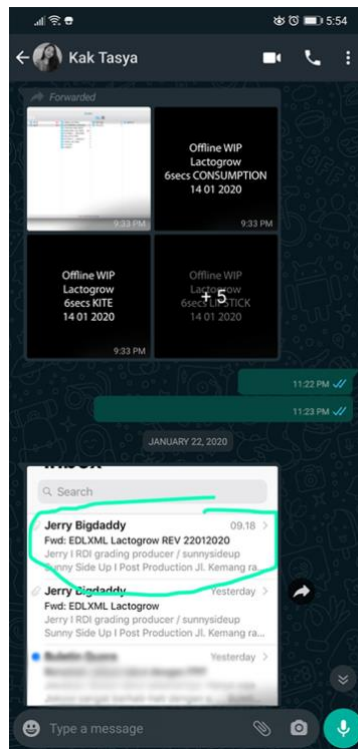 5:54
Kak Tasya
Forwarded
9:33 PM
Offline WIP
Lactogrow
6secs CONSUMPTION
14 01 2020
9:33 PM
Offline WIP
Lactogrow
6secs KITE
14 01 2020
9:33 PM
Offline WIP
Lactogrow
+ 5
14 01 2020
11:22 PM
11:23 PM
JANUARY 22, 2020
Search
Jerry Bigdaddy 09.18
Fwd: EDLXML Lactogrow REV 22012020
Jerry I RDI grading producer / sunnysideup
Sunny Side Up I Post Production Jl. Kemang ra...
Jerry Bigdaddy Yesterday
Fwd: EDLXML Lactogrow
Jerry I RDI grading producer / sunnysideup
Sunny Side Up I Post Production Jl. Kemang ra...
Yesterday
Type a message